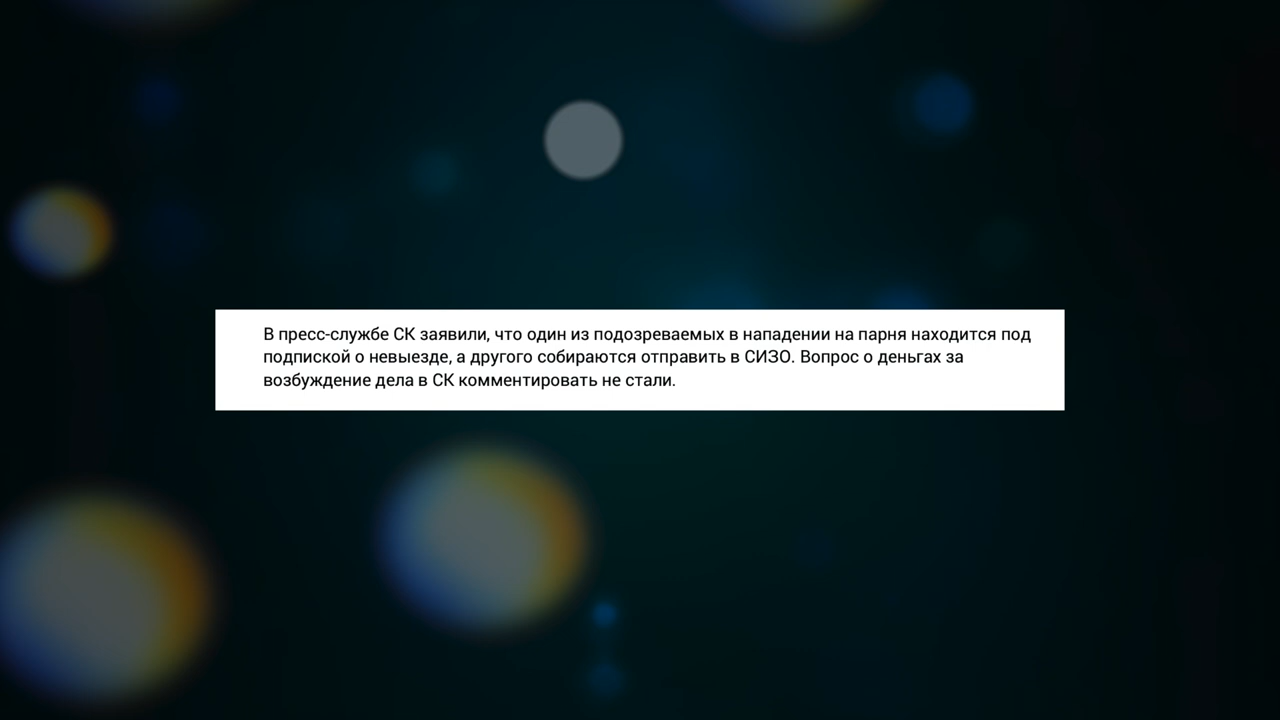 В пресс-службе СК заявили, что один из подозреваемых в нападении на парня находится под
подпиской о невыезде, а другого собираются отправить в СИЗО. Вопрос о деньгах за
возбуждение дела в СК комментировать не стали.